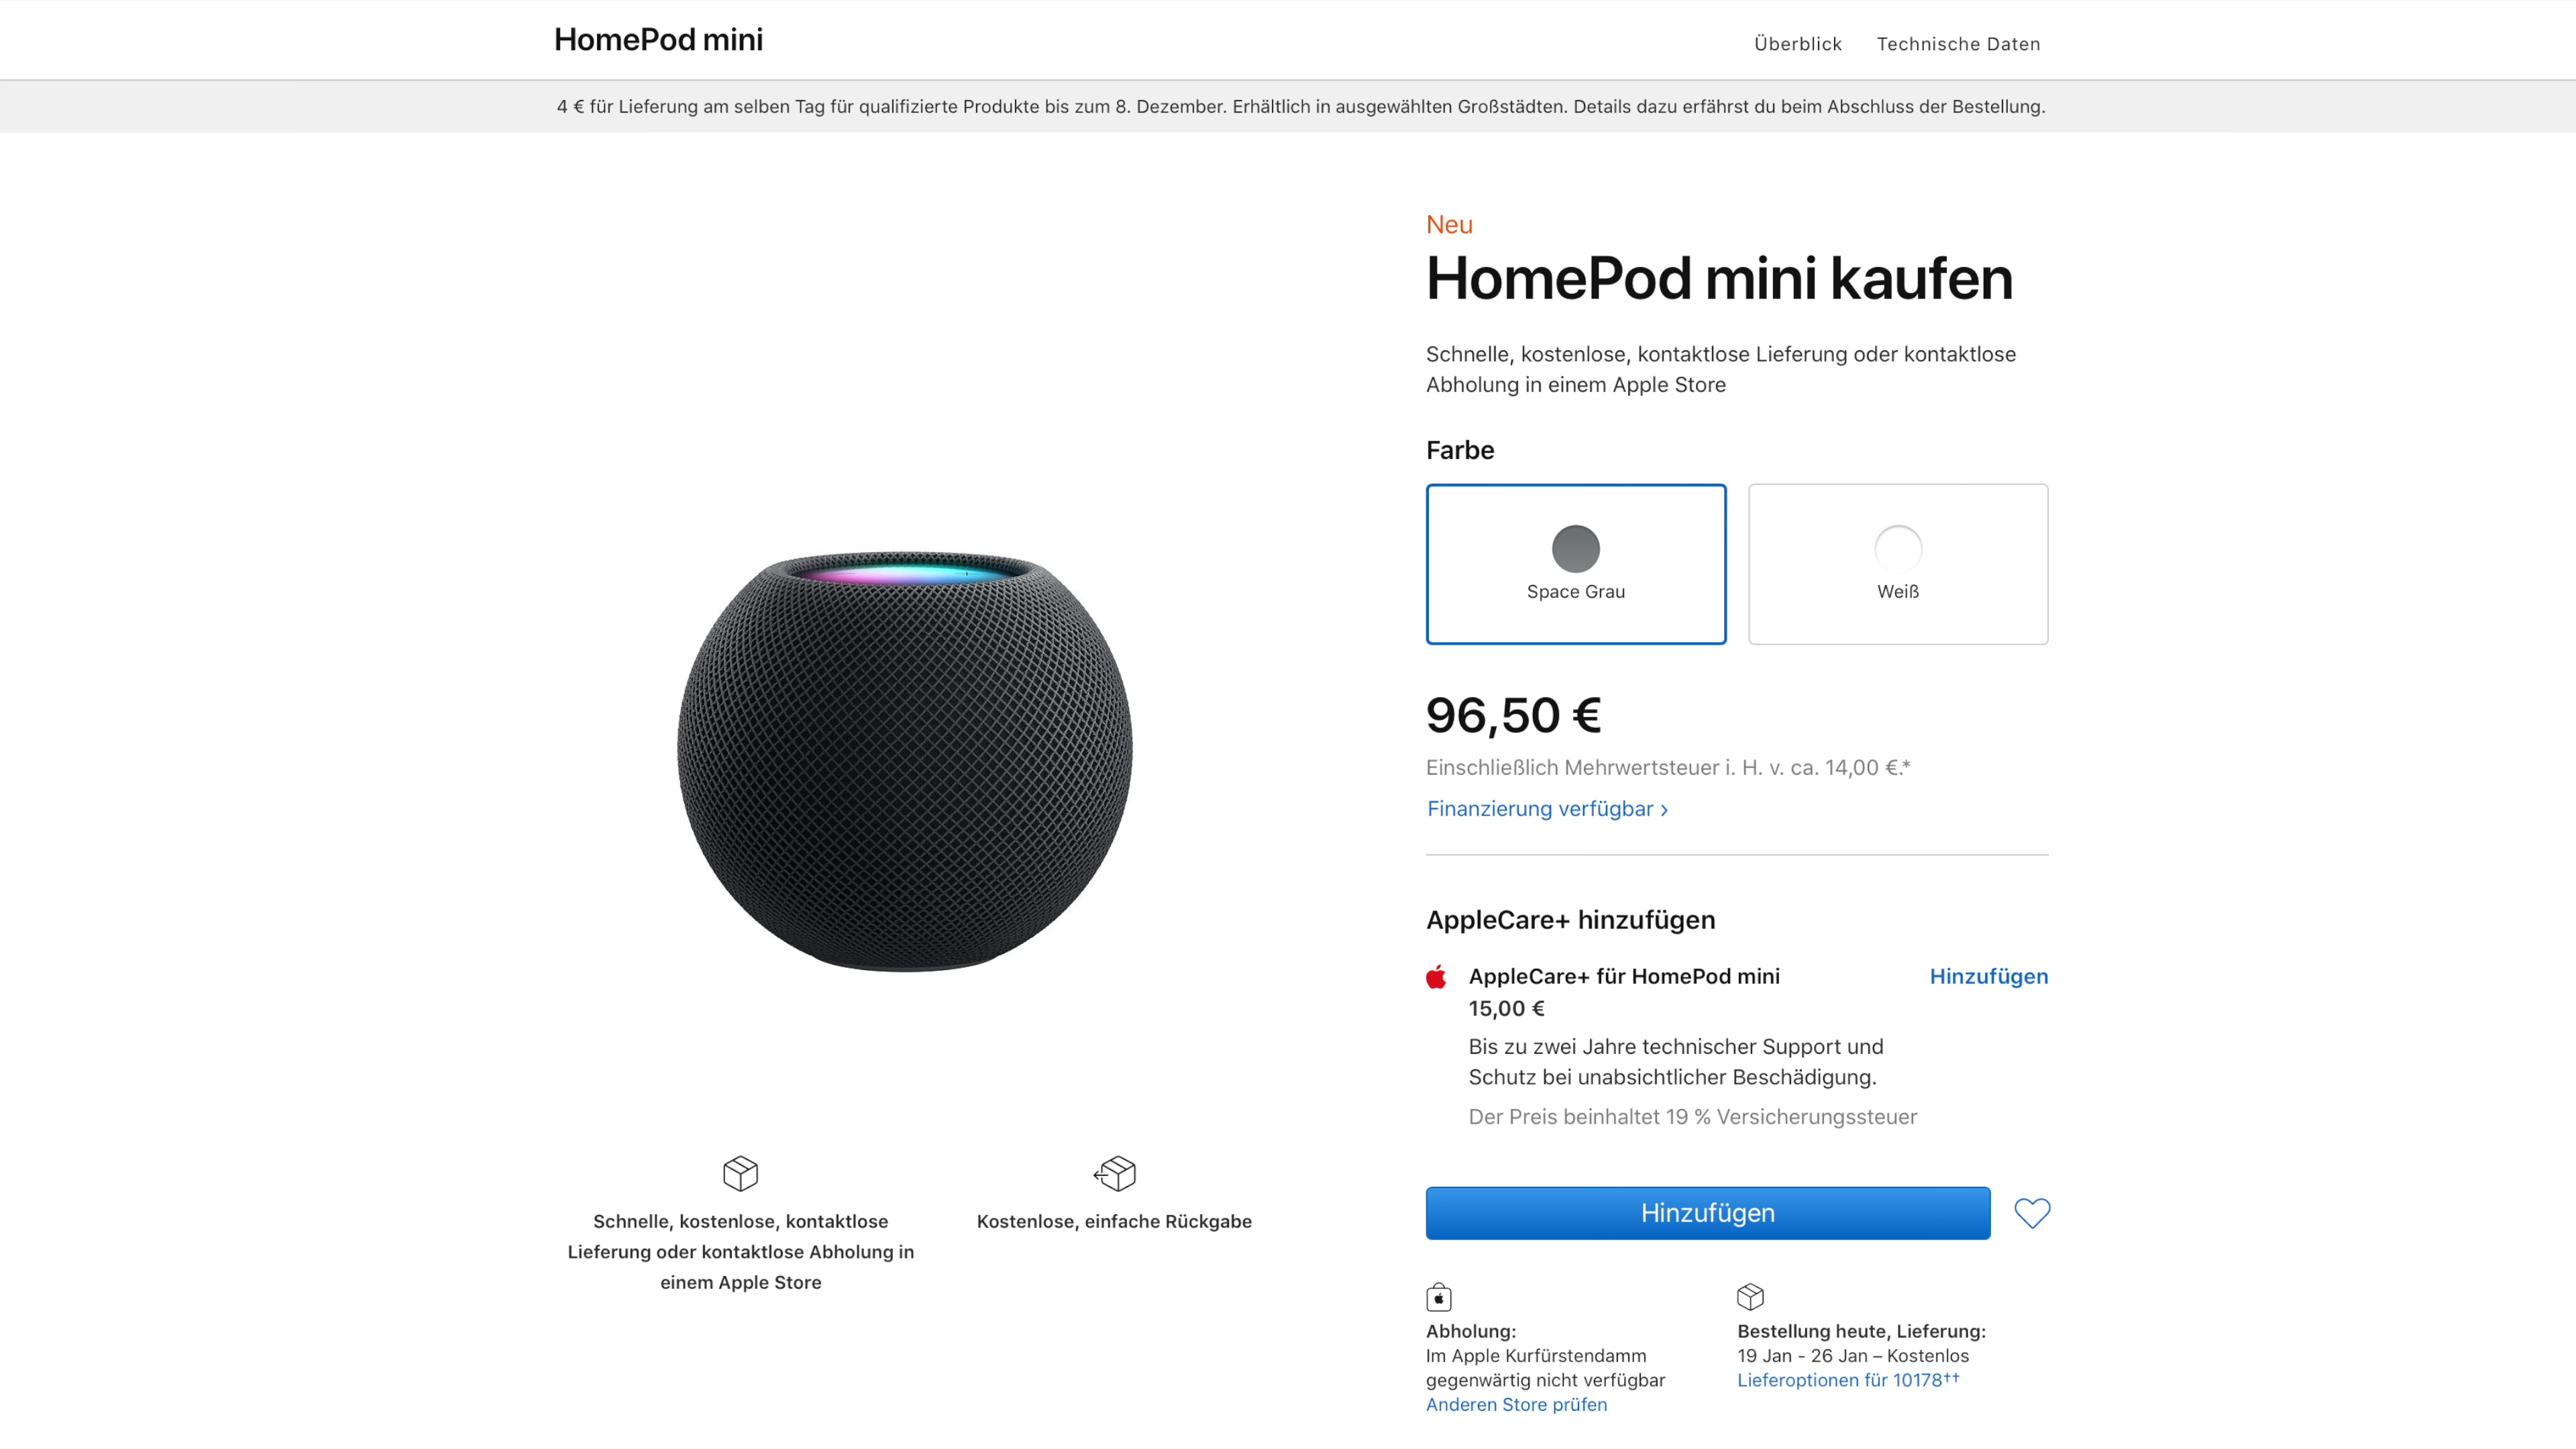 HomePod mini
Überblick
Technische Daten
4 € für Lieferung am selben Tag für qualifizierte Produkte bis zum 8. Dezember. Erhältlich in ausgewählten Großstädten. Details dazu erfährst du beim Abschluss der Bestellung.
Neu
HomePod mini kaufen
Schnelle, kostenlose, kontaktlose Lieferung oder kontaktlose
Abholung in einem Apple Store
Farbe
Space Grau
Weiß
96,50 €
Einschließlich Mehrwertsteuer i. H. v. ca. 14,00 €.*
Finanzierung verfügbar ›
AppleCare+ hinzufügen
AppleCare+ für HomePod mini
Hinzufügen
15,00 €
Bis zu zwei Jahre technischer Support und
Schutz bei unabsichtlicher Beschädigung.
Der Preis beinhaltet 19 % Versicherungssteuer
Schnelle, kostenlose, kontaktlose
Lieferung oder kontaktlose Abholung in
einem Apple Store
Kostenlose, einfache Rückgabe
Hinzufügen
Abholung:
Im Apple Kurfürstendamm
gegenwärtig nicht verfügbar
Anderen Store prüfen
Bestellung heute, Lieferung:
19 Jan - 26 Jan – Kostenlos
Lieferoptionen für 10178††